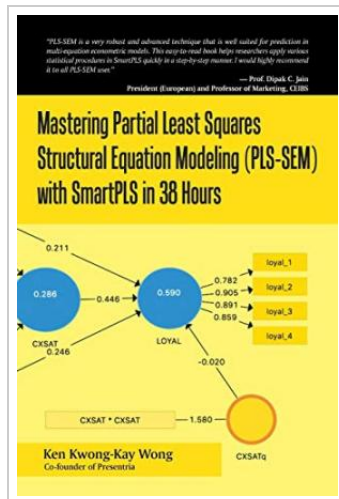 "PLS-SEM is a very robust and advanced technique that is well suited for prediction in
multi-equation econometric models. This easy-to-read book helps researchers apply various
statistical procedures in SmartPLS quickly in a step-by-step manner. I would highly recommend
it to all PLS-SEM user."
— Prof. Dipak C. Jain
President (European) and Professor of Marketing, CEIBS
Mastering Partial Least Squares
Structural Equation Modeling (PLS-SEM)
with SmartPLS in 38 Hours
0.211
0.286
CXSAT
0.446
0.246
0.590
LOYAL
0.782
0.905
0.891
0.859
loyal_1
loyal_2
loyal_3
loyal_4
-0.020
CXSAT * CXSAT
1.580
CXSATq
Ken Kwong-Kay Wong
Co-founder of Presentria